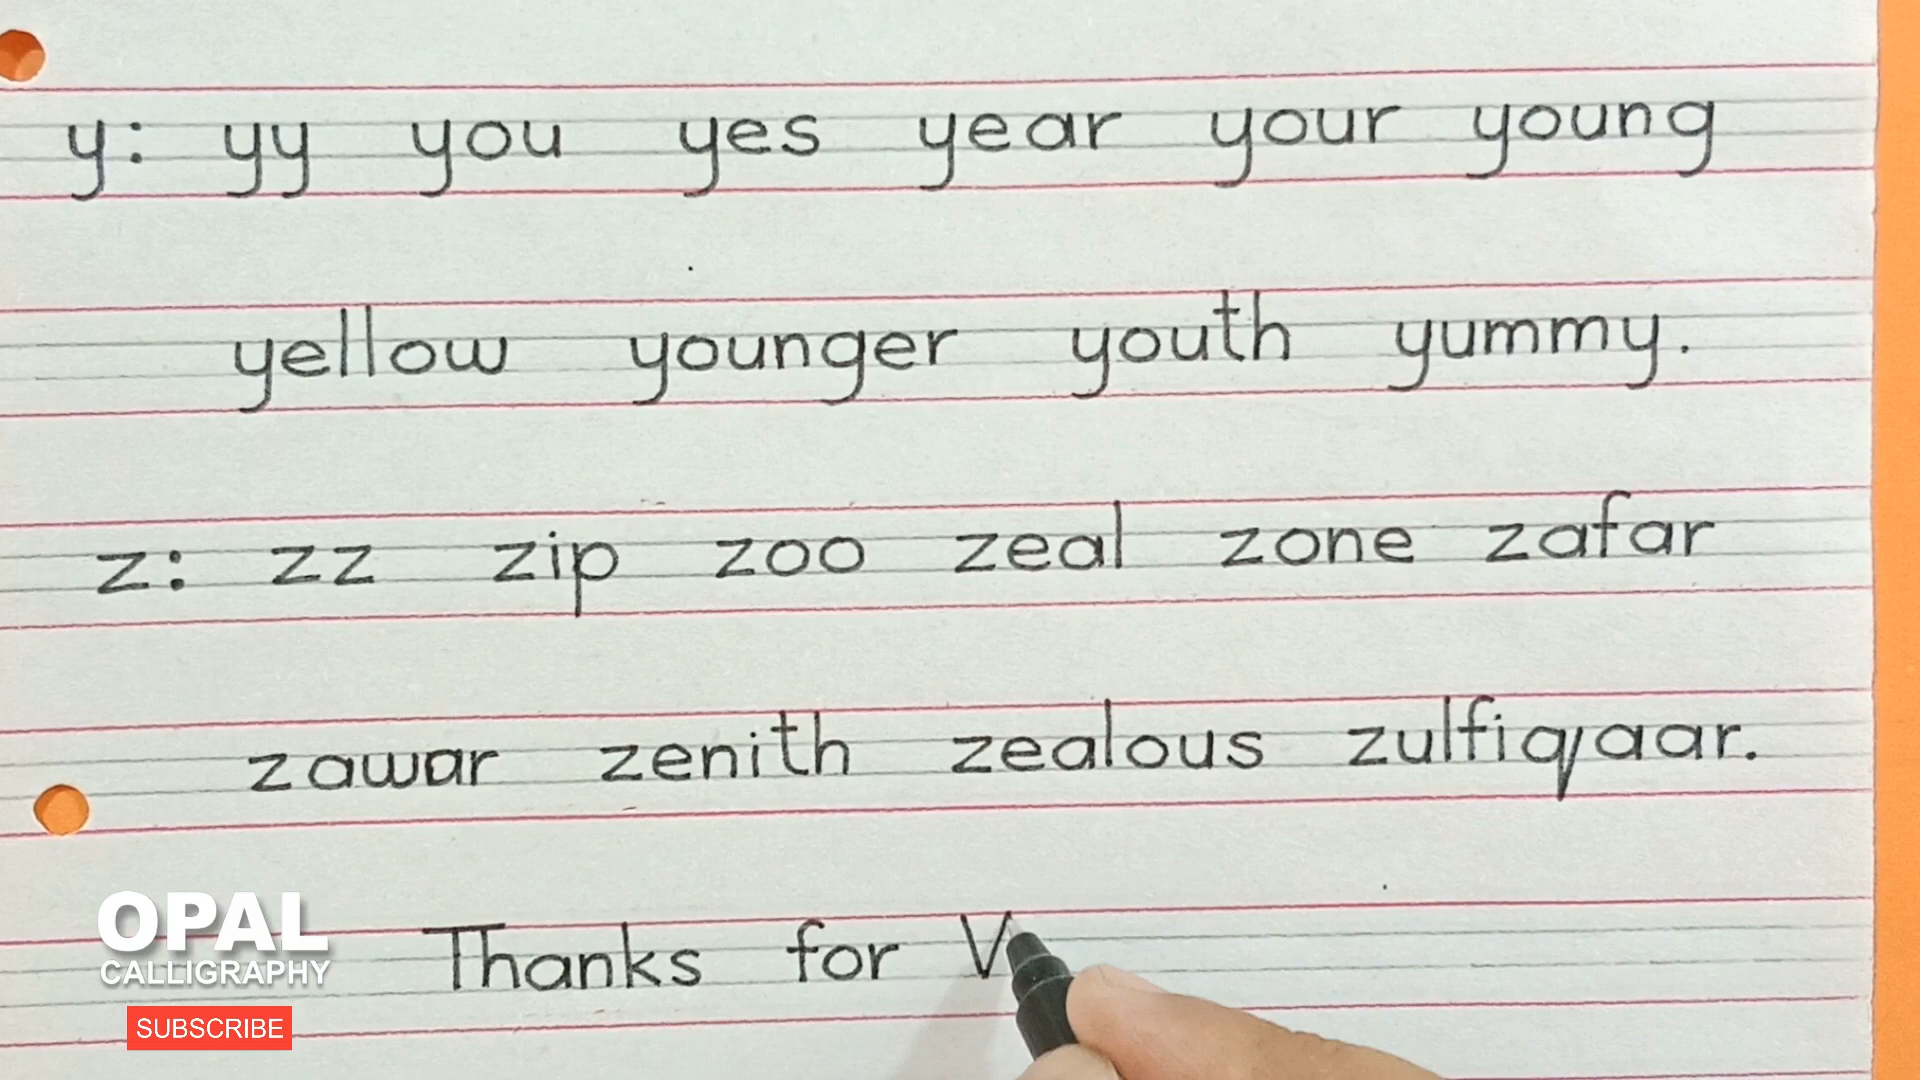 y: yy you yes year your young
yellow younger youth yummy.
z: zz zip zoo zeal zone zafar
zawar zenith zealous zulfiqaar.
Thanks for V
OPAL
CALLIGRAPHY
SUBSCRIBE